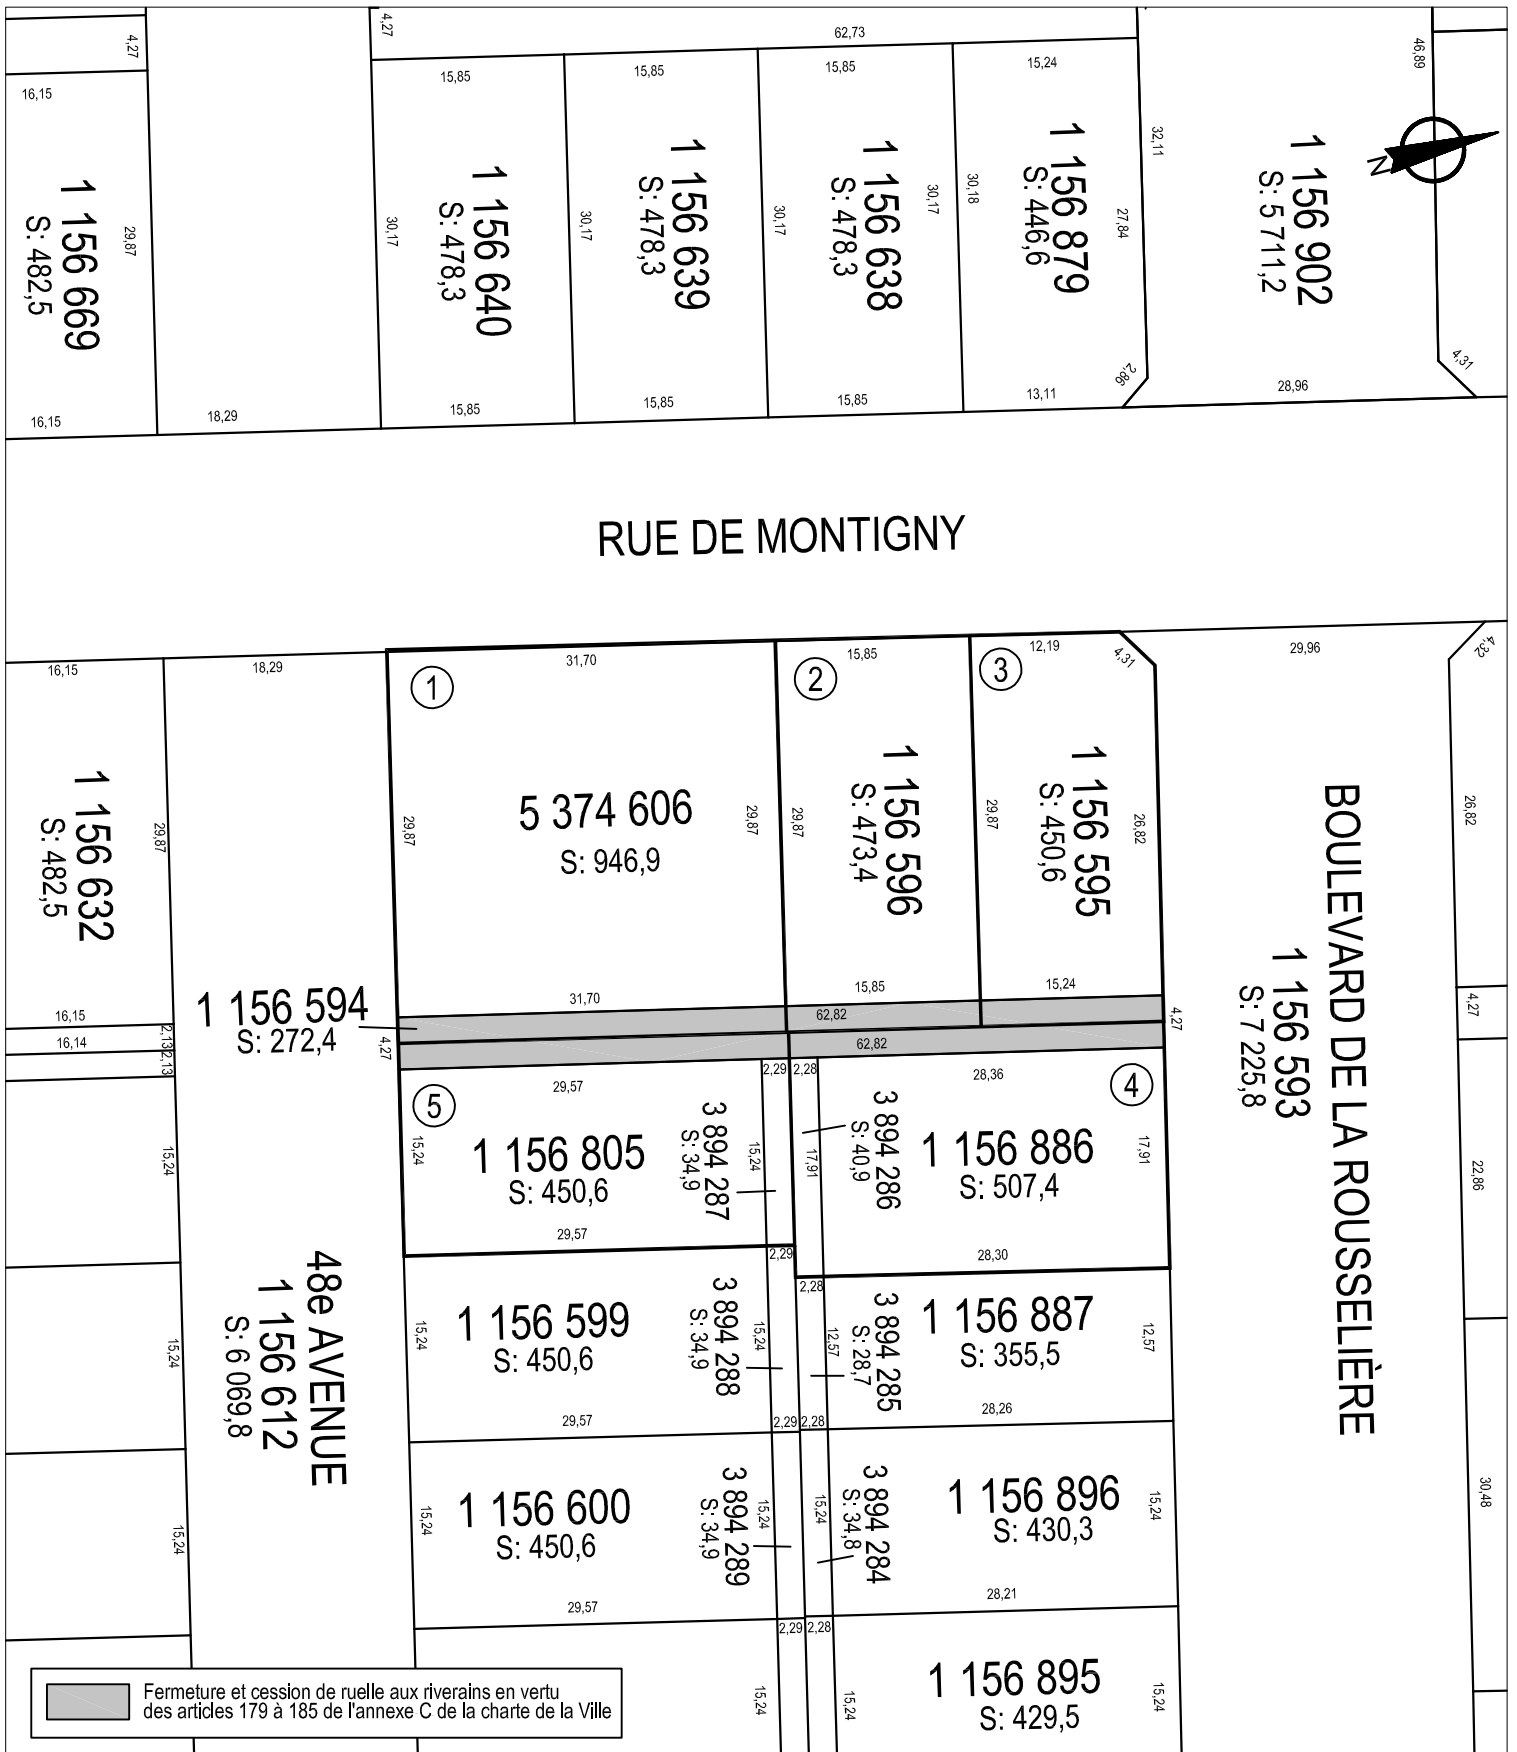 4,27
4,27
62,73
46,89
16,15
15,85
15,85
15,85
15,24
32,11
N
1 156 669
S: 482,5
29,87
30,17
1 156 640
S: 478,3
30,17
1 156 639
S: 478,3
30,17
1 156 638
S: 478,3
30,17
30,18
1 156 879
S: 446,6
27,84
1 156 902
S: 5 711,2
4,31
2,86
16,15
18,29
15,85
15,85
15,85
13,11
28,96
RUE DE MONTIGNY
16,15
18,29
31,70
15,85
12,19
4,31
29,96
4,32
1
2
3
1 156 632
S: 482,5
29,87
29,87
5 374 606
S: 946,9
29,87
29,87
1 156 596
S: 473,4
29,87
1 156 595
S: 450,6
26,82
26,82
BOULEVARD DE LA ROUSSELIÈRE
1 156 593
S: 7 225,8
16,15
16,14
2,13
2,13
1 156 594
S: 272,4
4,27
31,70
15,85
15,24
62,82
62,82
4,27
4,27
5
29,57
2,29
2,28
28,36
4
15,24
15,24
1 156 805
S: 450,6
3 894 287
S: 34,9
15,24
17,91
3 894 286
S: 40,9
1 156 886
S: 507,4
17,91
22,86
29,57
2,29
28,30
2,28
48e AVENUE
1 156 612
S: 6 069,8
15,24
15,24
1 156 599
S: 450,6
3 894 288
S: 34,9
15,24
12,57
3 894 285
S: 28,7
1 156 887
S: 355,5
12,57
29,57
2,29
2,28
28,26
15,24
15,24
1 156 600
S: 450,6
3 894 289
S: 34,9
15,24
15,24
3 894 284
S: 34,8
1 156 896
S: 430,3
15,24
30,48
29,57
2,29
2,28
28,21
15,24
15,24
1 156 895
S: 429,5
15,24
Fermeture et cession de ruelle aux riverains en vertu
des articles 179 à 185 de l'annexe C de la charte de la Ville